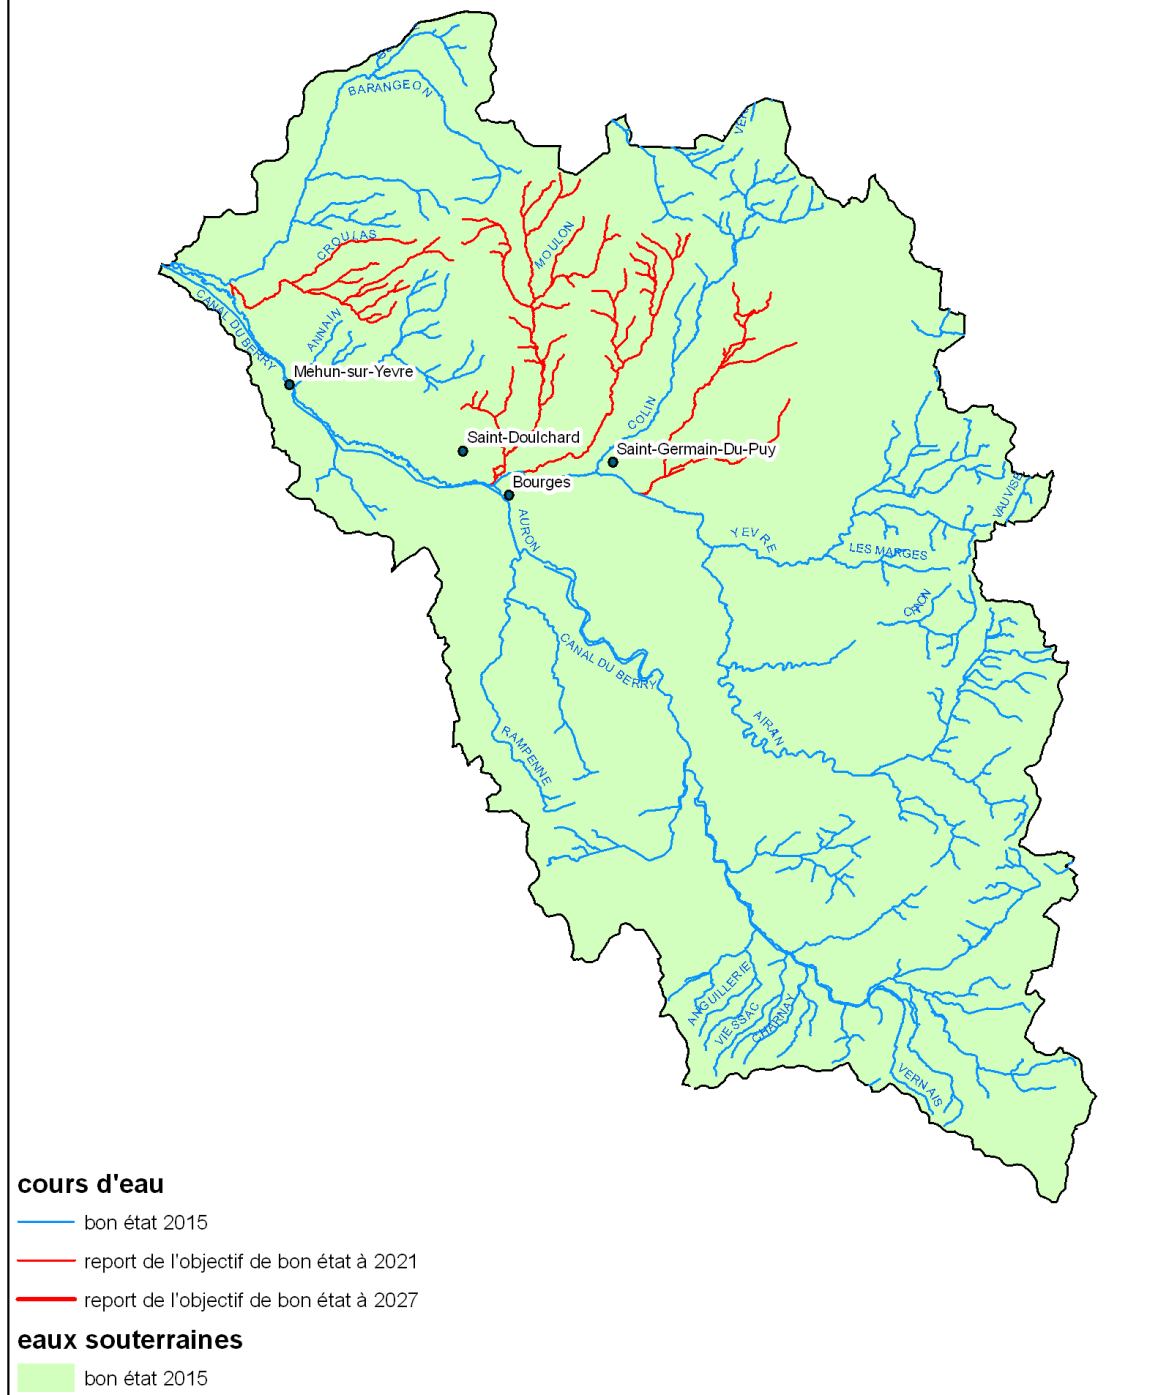 BARANGEON
VER
MOULON
CROULAS
CANAL DU BERRY
ANNAIN
Mehun-sur-Yevre
COLIN
Saint-Doulchard
Saint-Germain-Du-Puy
Bourges
VAUVISE
AURON
YEVRE
LES MARGES
CANAL DU BERRY
AIRAN
RAMPENNE
ANGUILLERIE
VIESSAC
CHARNAY
VERNAIS
cours d'eau
bon état 2015
report de l'objectif de bon état à 2021
report de l'objectif de bon état à 2027
eaux souterraines
bon état 2015